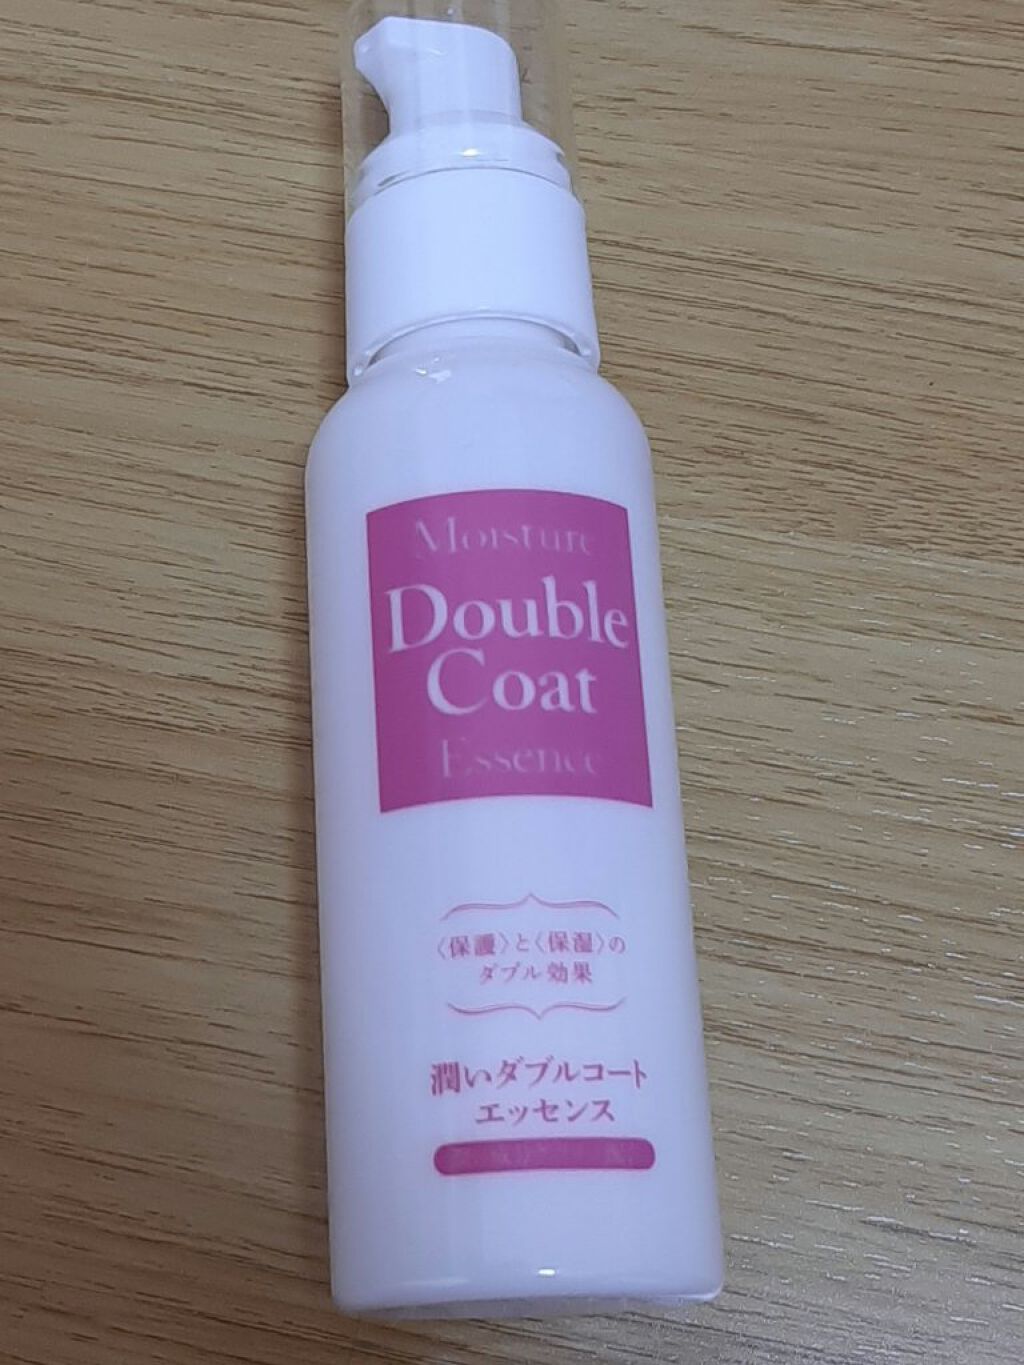 Moisture
Double
Coat
Essence
〈保護〉と〈保湿〉の
ダブル効果
潤いダブルコート
エッセンス